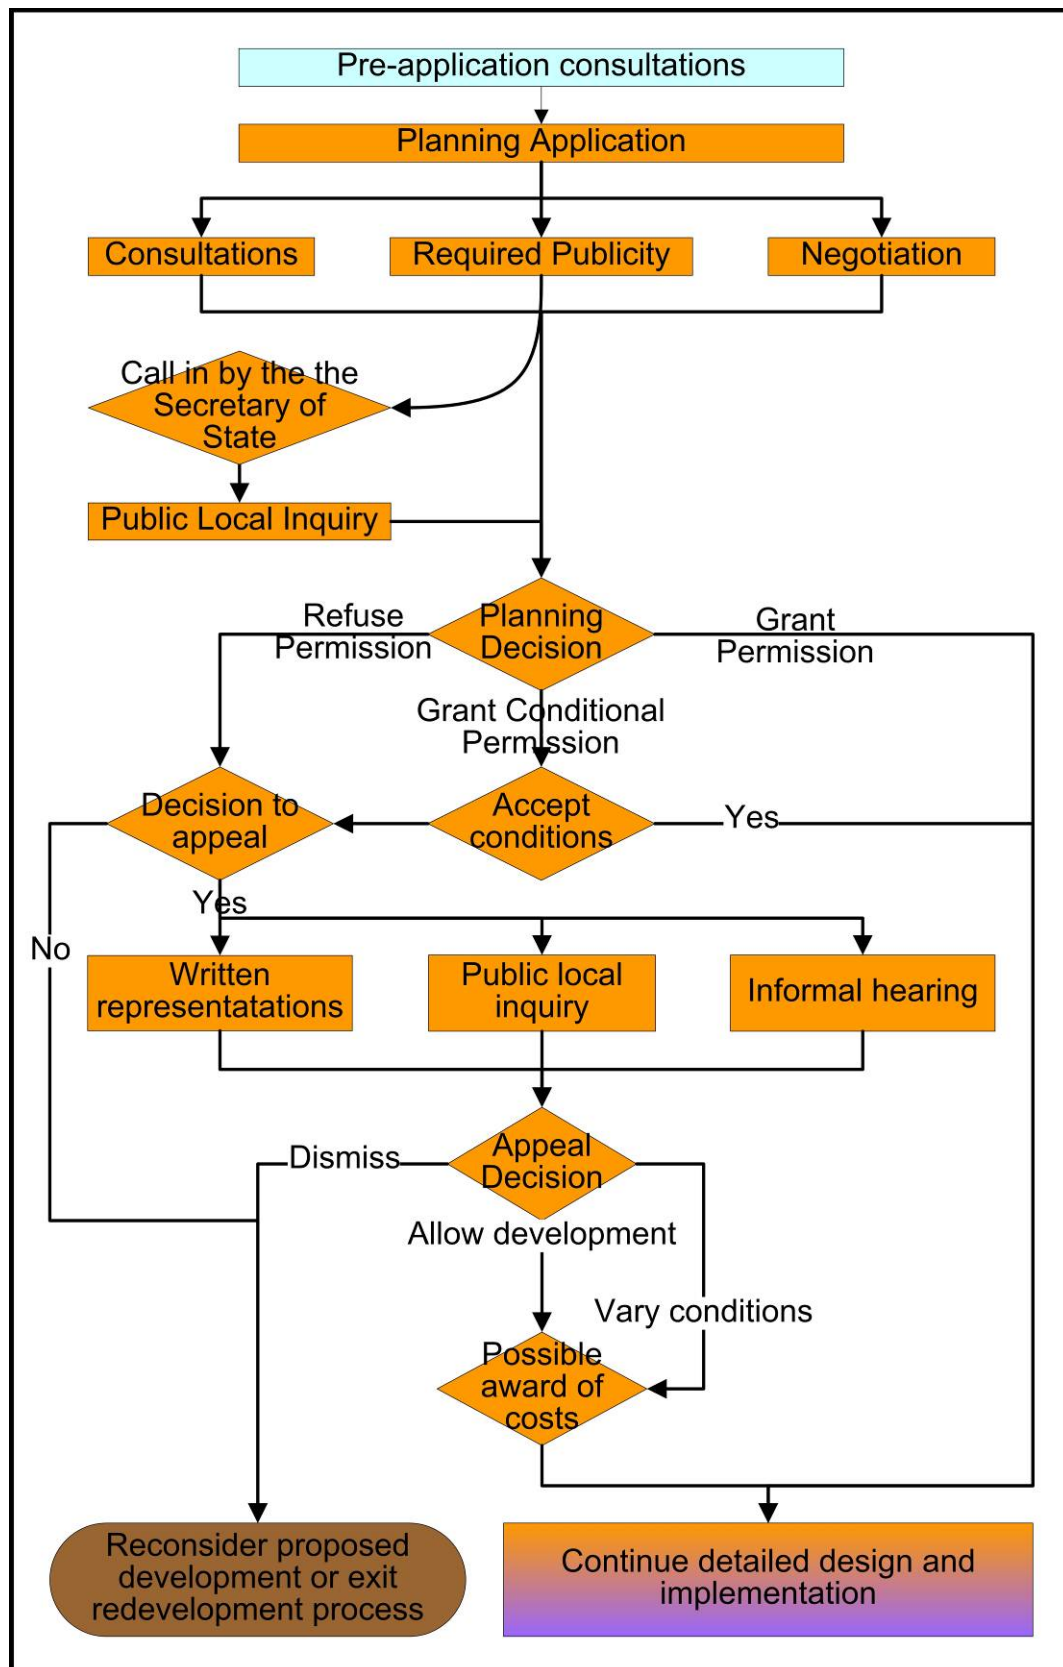 Pre-application consultations
Planning Application
Consultations
Required Publicity
Negotiation
Call in by the the
Secretary of
State
Public Local Inquiry
Refuse
Permission
Planning
Decision
Grant
Permission
Grant Conditional
Permission
Decision to
appeal
Accept
conditions
Yes
Yes
No
Written
representatations
Public local
inquiry
Informal hearing
Dismiss
Appeal
Decision
Allow development
Vary conditions
Possible
award of
costs
Reconsider proposed
development or exit
redevelopment process
Continue detailed design and
implementation